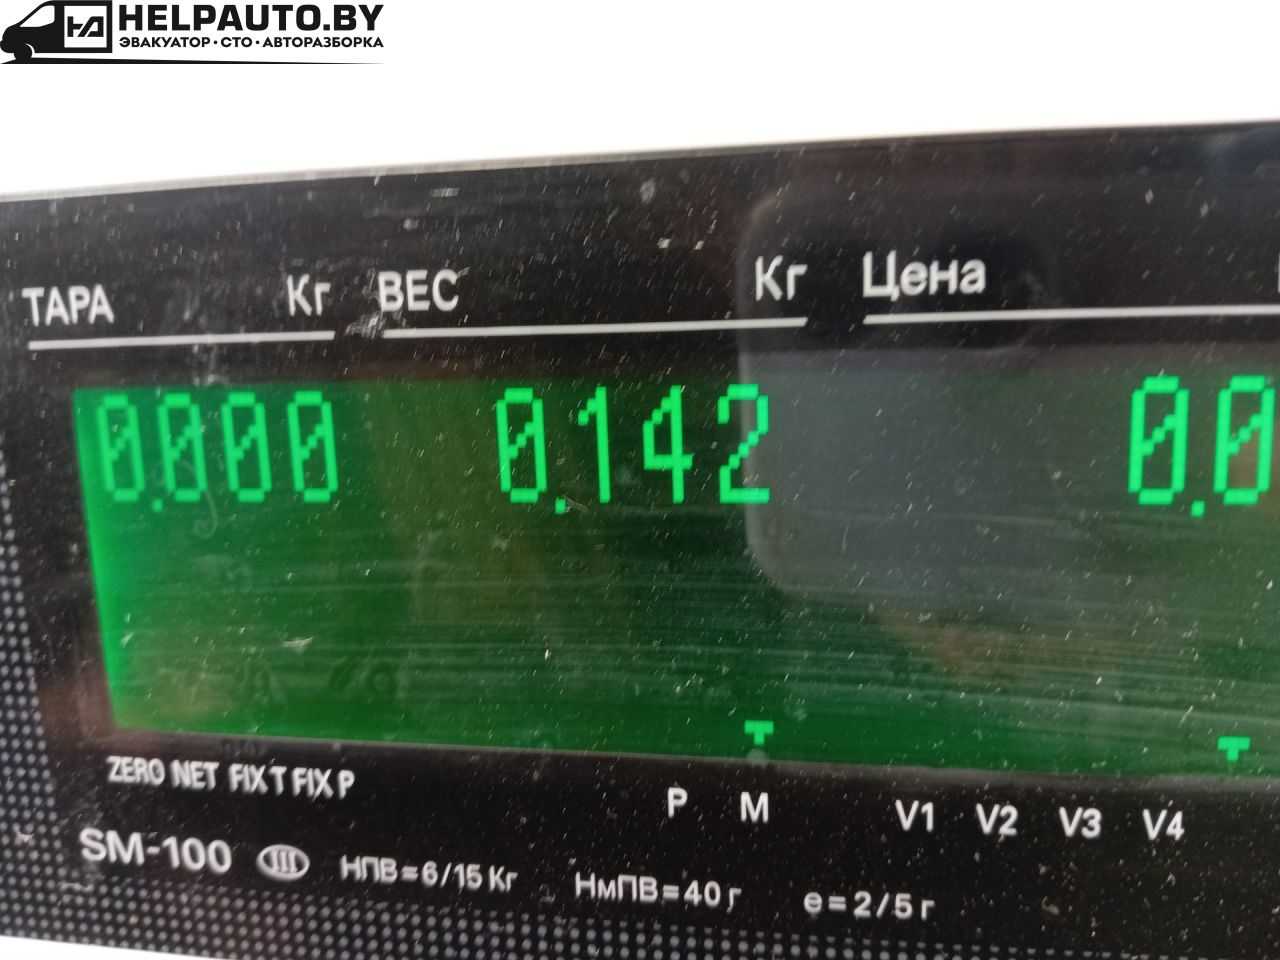 HELPAUTO.BY
ЭВАКУАТОР·СТО·АВТОРАЗБОРКА
ТАРА Кг ВЕС Кг Цена
0.000 0.142 0.0
ZERO NET FIX T FIX P
P M V1 V2 V3 V4
SM-100 III НПВ=6/15 Кг НмПВ=40 г e=2/5 г